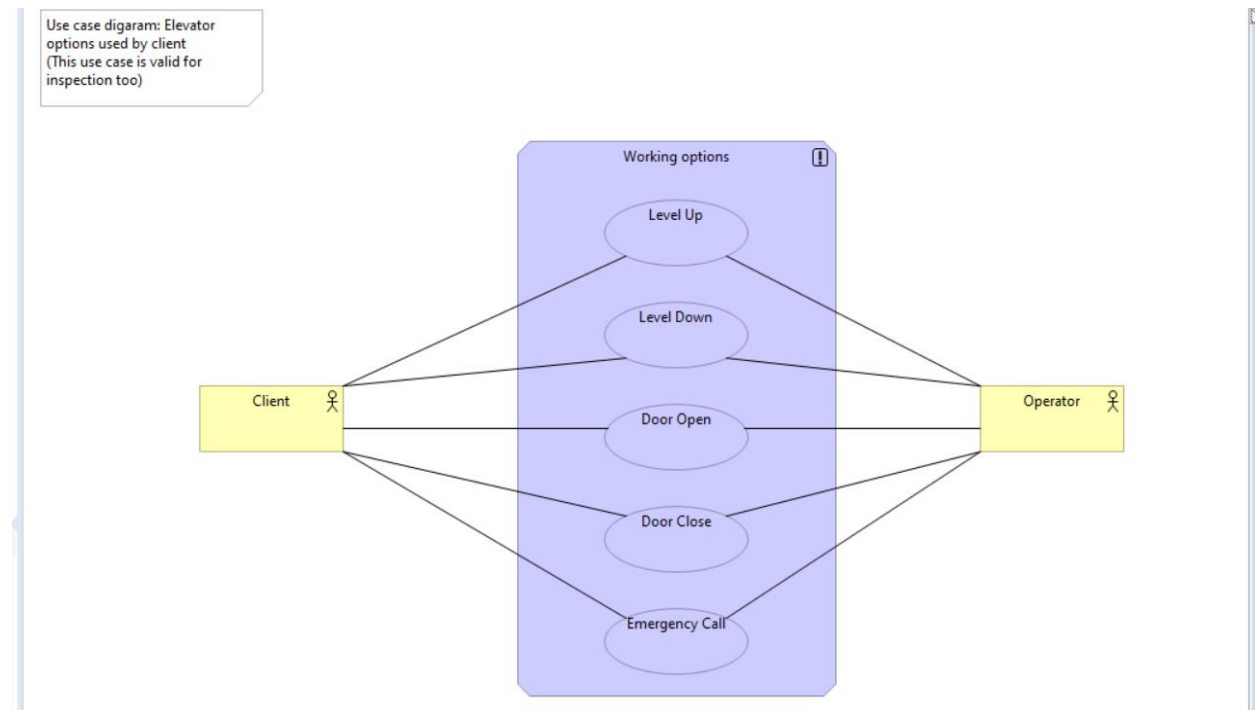 Use case digaram: Elevator
options used by client
(This use case is valid for
inspection too)
Working options
Level Up
Level Down
Client
Operator
Door Open
Door Close
Emergency Call